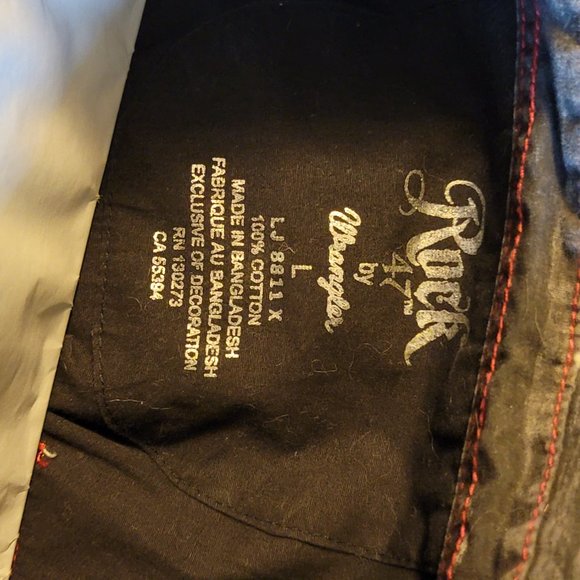 Rock
47™
by
Wrangler
L
LJ 8811 X
100% COTTON
MADE IN BANGLADESH
FABRIQUE AU BANGLADESH
EXCLUSIVE OF DECORATION
RN 130273
CA 55394